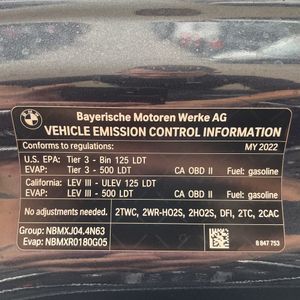 BMW
Bayerische Motoren Werke AG
VEHICLE EMISSION CONTROL INFORMATION
Conforms to regulations: MY 2022
U.S. EPA: Tier 3 - Bin 125 LDT
EVAP: Tier 3 - 500 LDT CA OBD II Fuel: gasoline
California: LEV III - ULEV 125 LDT
EVAP: LEV III - 500 LDT CA OBD II Fuel: gasoline
No adjustments needed. 2TWC, 2WR-HO2S, 2HO2S, DFI, 2TC, 2CAC
Group: NBMXJ04.4N63
Evap: NBMXR0180G05
8 847 753